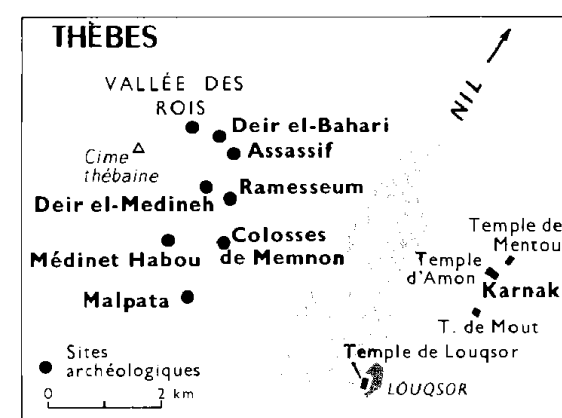 THÈBES
VALLÉE DES
ROIS
Deir el-Bahari
Assassif
Cime
thébaine
Ramesseum
Deir el-Medineh
Colosses
de Memnon
Médinet Habou
Malpata
Sites
archéologiques
0 2 km
NIL
Temple de
Mentou
Temple
d'Amon
Karnak
T. de Mout
Temple de Louqsor
LOUQSOR